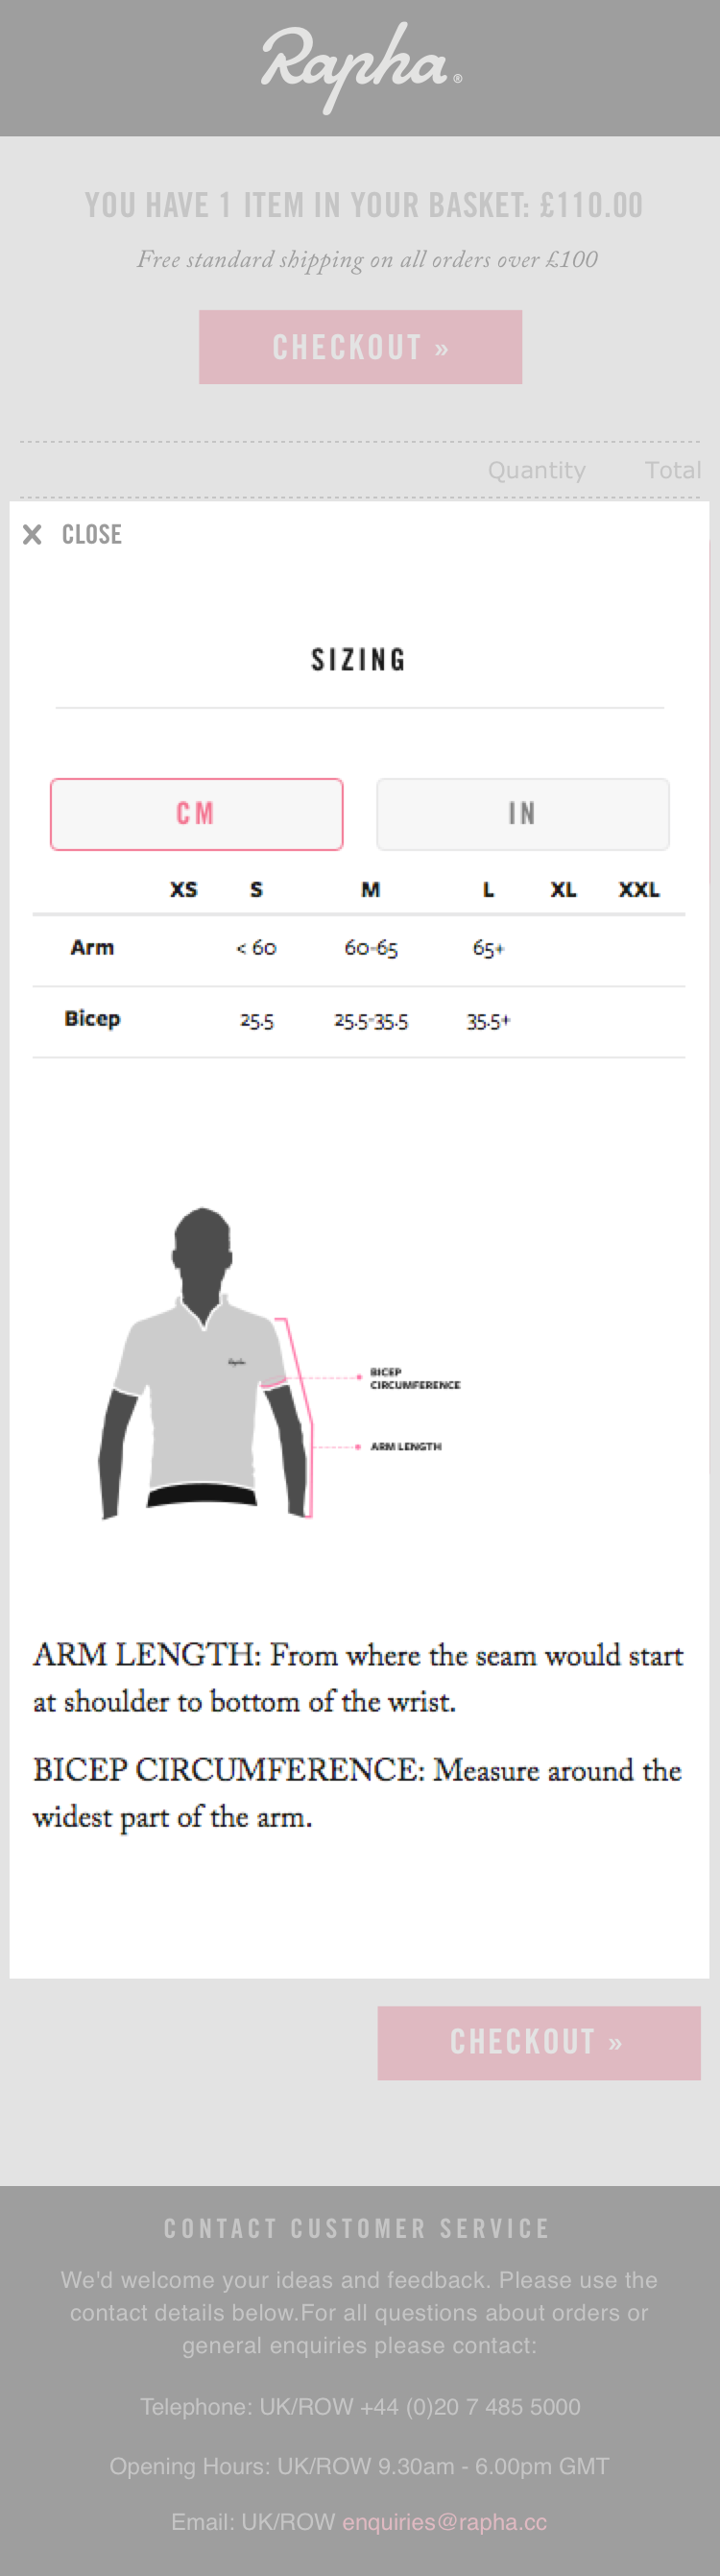 Rapha®
YOU HAVE 1 ITEM IN YOUR BASKET: £110.00
Free standard shipping on all orders over £100
CHECKOUT »
Quantity Total
× CLOSE
SIZING
CM IN
XS S M L XL XXL
Arm < 60 60-65 65+
Bicep 25.5 25.5-35.5 35.5+
Rapha
BICEP
CIRCUMFERENCE
ARM LENGTH
ARM LENGTH: From where the seam would start
at shoulder to bottom of the wrist.
BICEP CIRCUMFERENCE: Measure around the
widest part of the arm.
CHECKOUT »
CONTACT CUSTOMER SERVICE
We'd welcome your ideas and feedback. Please use the
contact details below.For all questions about orders or
general enquiries please contact:
Telephone: UK/ROW +44 (0)20 7 485 5000
Opening Hours: UK/ROW 9.30am - 6.00pm GMT
Email: UK/ROW enquiries@rapha.cc